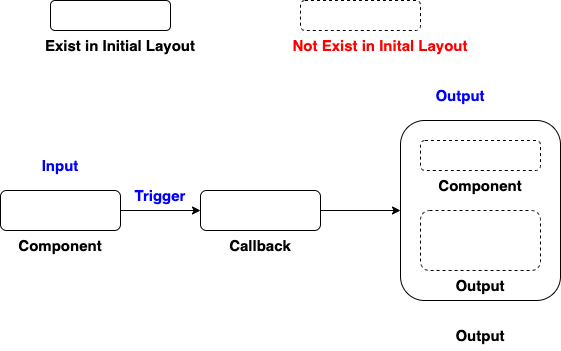 Exist in Initial Layout
Not Exist in Inital Layout
Output
Input
Trigger
Component
Component
Callback
Output
Output